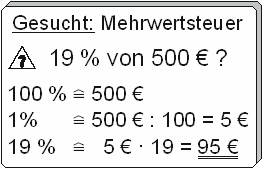 Gesucht: Mehrwertsteuer
? 19 % von 500 € ?
100 % ≙ 500 €
1% ≙ 500 € : 100 = 5 €
19 % ≙ 5 € · 19 = 95 €